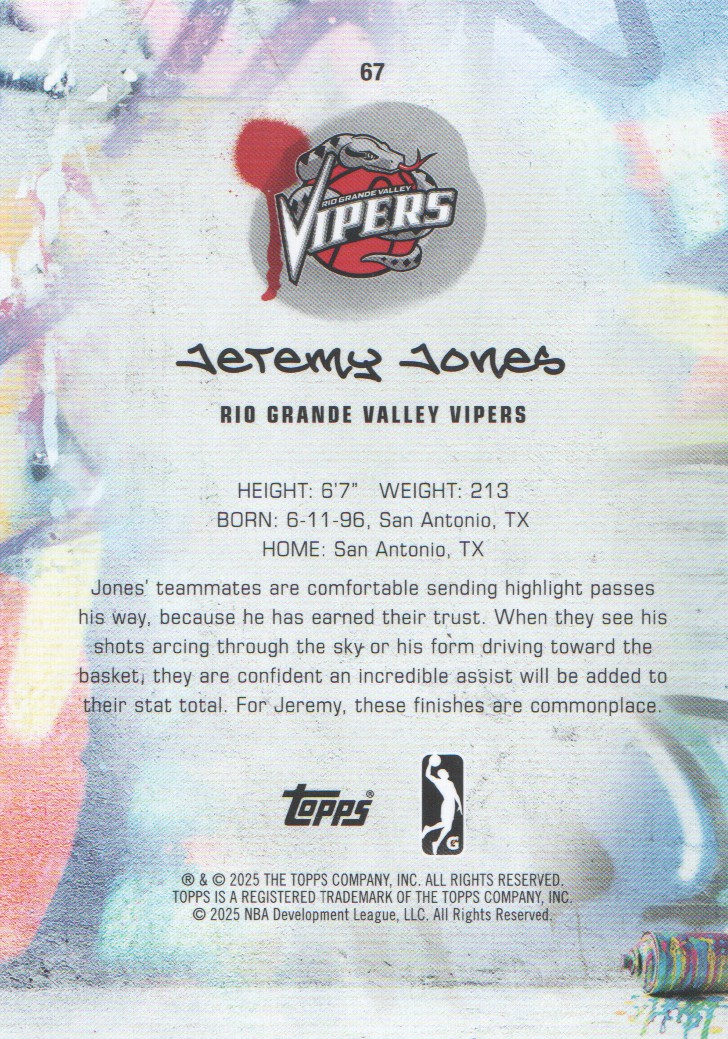 67
RIO GRANDE VALLEY
VIPERS
Jeremy Jones
RIO GRANDE VALLEY VIPERS
HEIGHT: 6'7" WEIGHT: 213
BORN: 6-11-96, San Antonio, TX
HOME: San Antonio, TX
Jones' teammates are comfortable sending highlight passes
his way, because he has earned their trust. When they see his
shots arcing through the sky or his form driving toward the
basket, they are confident an incredible assist will be added to
their stat total. For Jeremy, these finishes are commonplace.
Topps®
G
® & © 2025 THE TOPPS COMPANY, INC. ALL RIGHTS RESERVED.
TOPPS IS A REGISTERED TRADEMARK OF THE TOPPS COMPANY, INC.
© 2025 NBA Development League, LLC. All Rights Reserved.